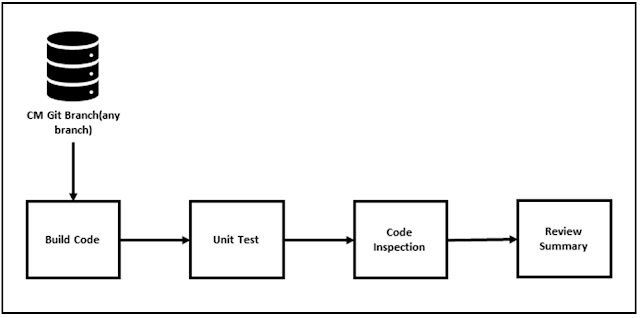 CM Git Branch(any
branch)
Build Code
Unit Test
Code
Inspection
Review
Summary